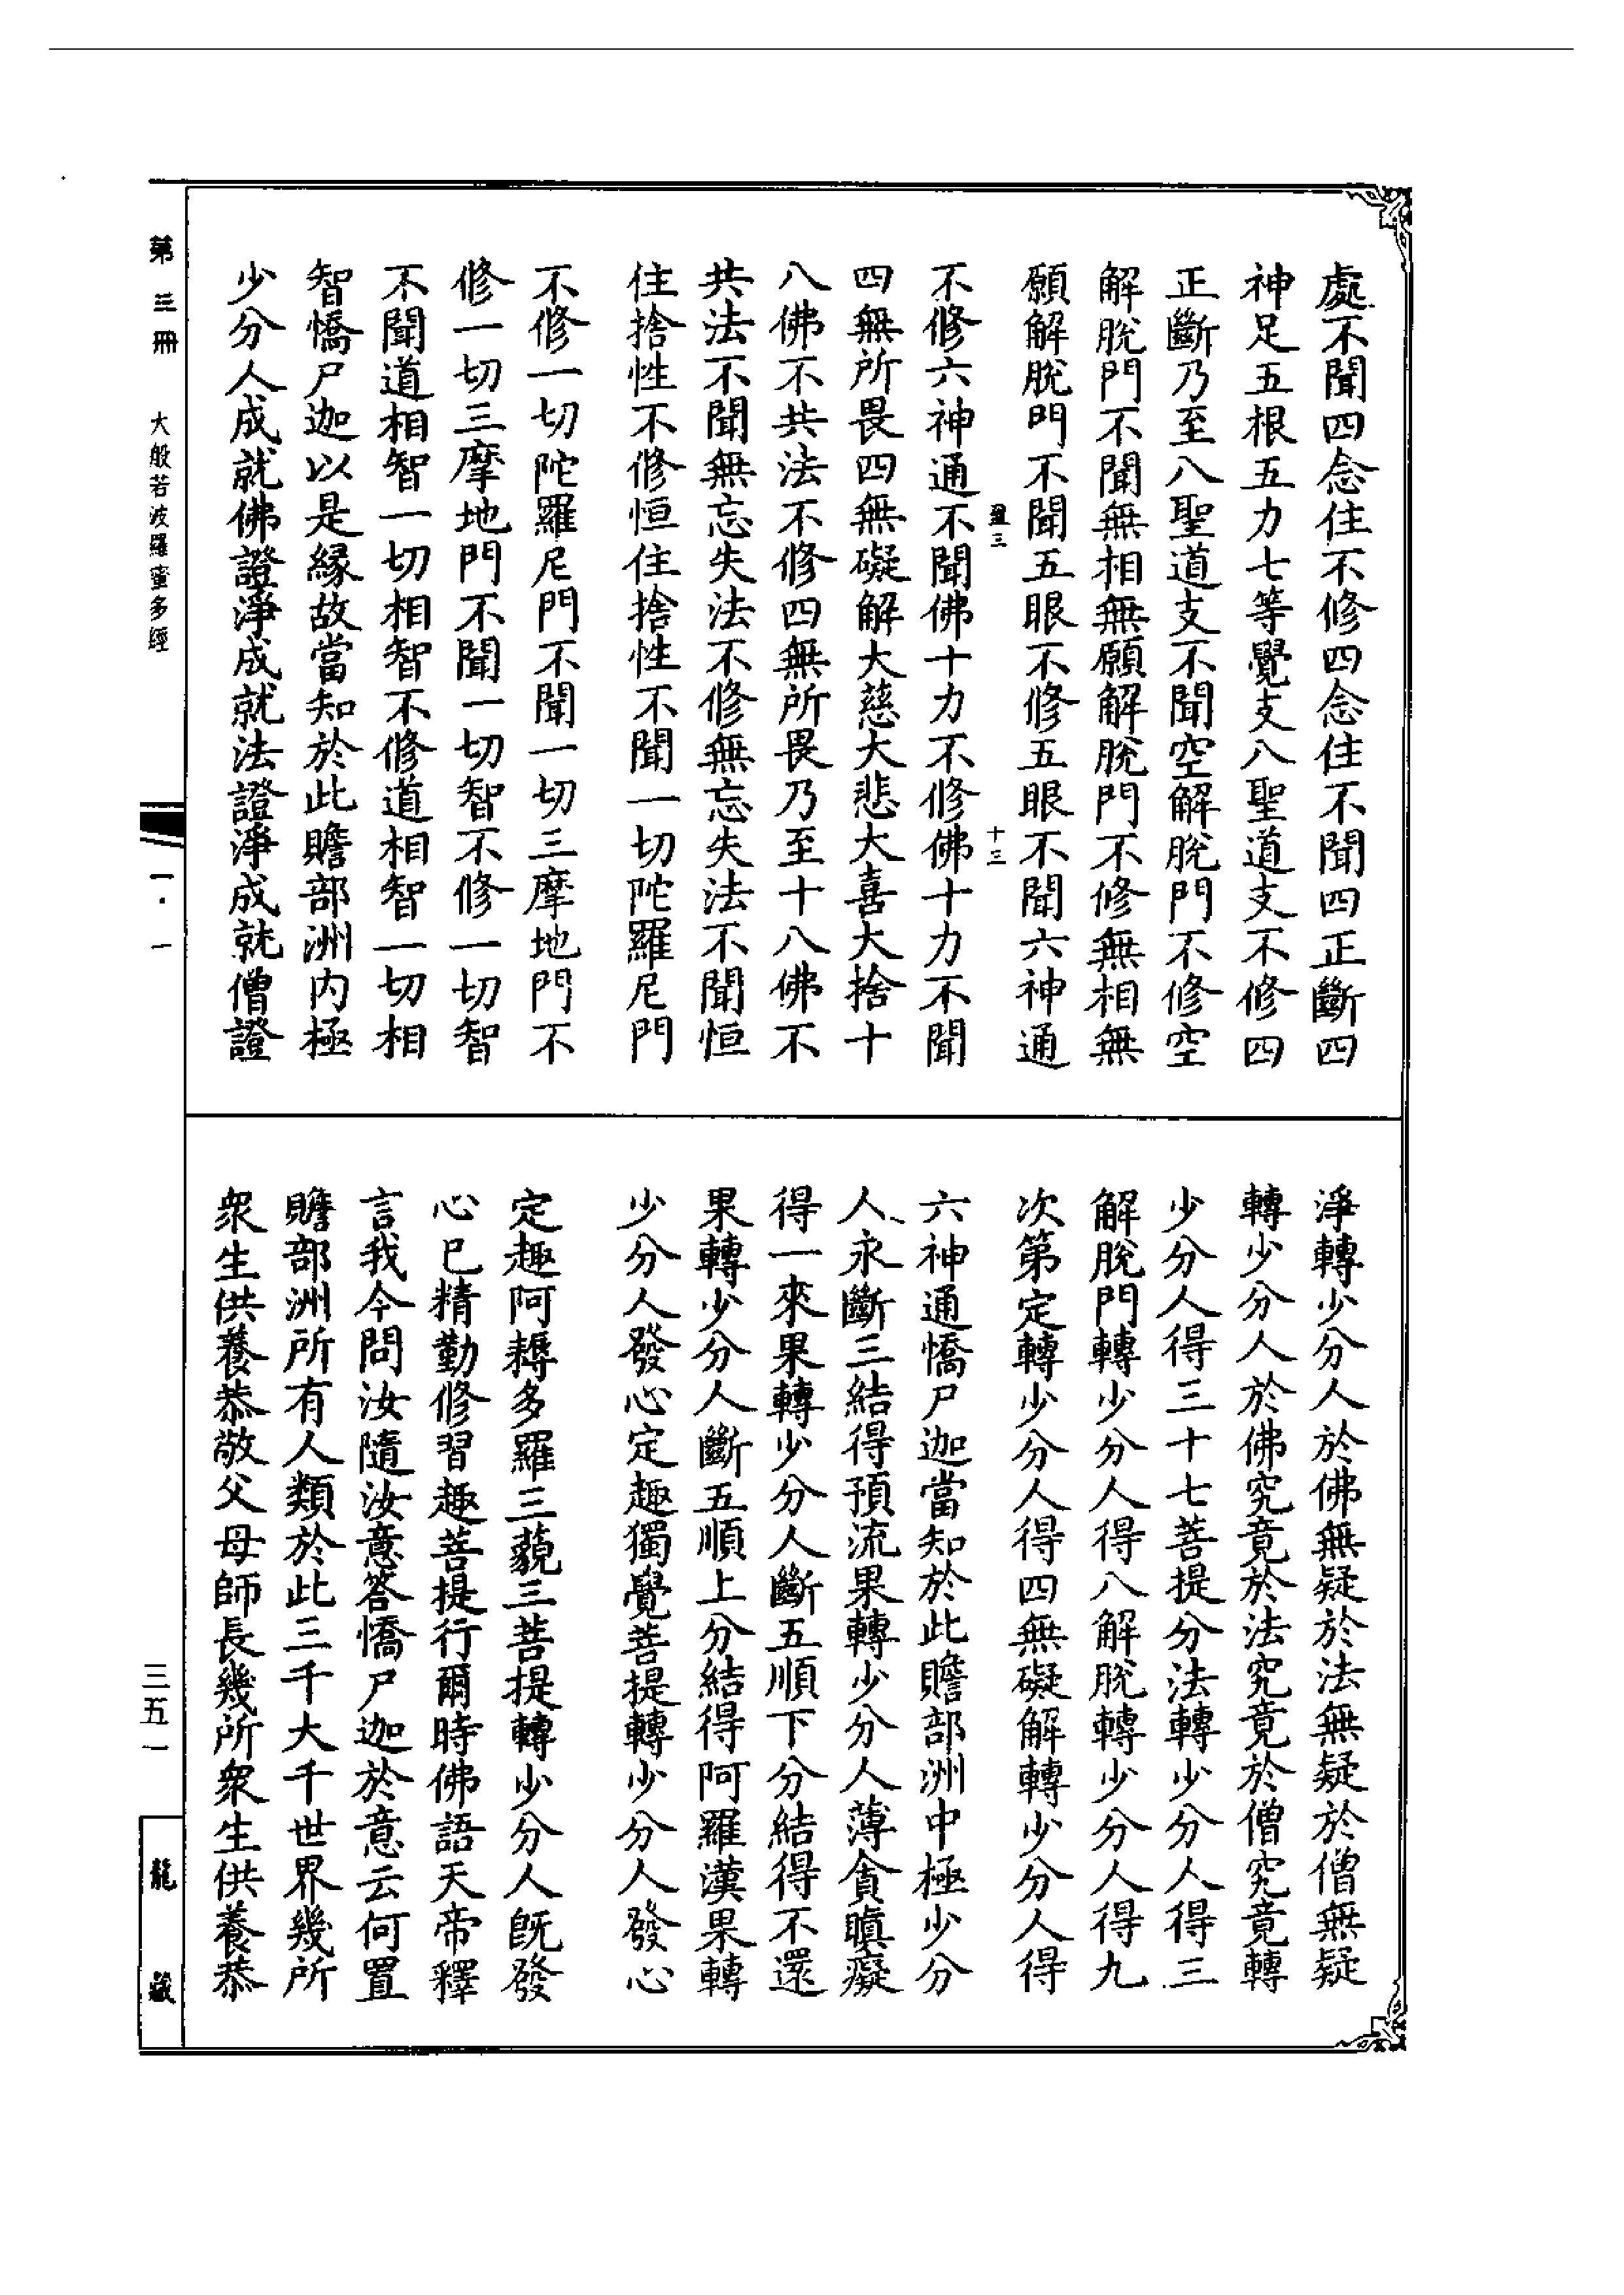 處不聞四念住不修四念住不聞四正斷四
神足五根五力七等覺支八聖道支不修四
正斷乃至八聖道支不聞空解脫門不修空
解脫門不聞無相無願解脫門不修無相無
願解脫門不聞五眼不修五眼不聞六神通
盈三
十三
不修六神通不聞佛十力不修佛十力不聞
四無所畏四無礙解大慈大悲大喜大捨十
八佛不共法不修四無所畏乃至十八佛不
共法不聞無忘失法不修無忘失法不聞恒
住捨性不修恒住捨性不聞一切陀羅尼門
不修一切陀羅尼門不聞一切三摩地門不
修一切三摩地門不聞一切智不修一切智
不聞道相智一切相智不修道相智一切相
智憍尸迦以是緣故當知於此贍部洲内極
少分人成就佛證淨成就法證淨成就僧證
淨轉少分人於佛無疑於法無疑於僧無疑
轉少分人於佛究竟於法究竟於僧究竟轉
少分人得三十七菩提分法轉少分人得三
解脫門轉少分人得八解脫轉少分人得九
次第定轉少分人得四無礙解轉少分人得
六神通憍尸迦當知於此贍部洲中極少分
人永斷三結得預流果轉少分人薄貪瞋癡
得一來果轉少分人斷五順下分結得不還
果轉少分人斷五順上分結得阿羅漢果轉
少分人發心定趣獨覺菩提轉少分人發心
定趣阿耨多羅三藐三菩提轉少分人旣發
心已精勤修習趣菩提行爾時佛語天帝釋
言我今問汝隨汝意答憍尸迦於意云何置
贍部洲所有人類於此三千大千世界幾所
衆生供養恭敬父母師長幾所衆生供養恭
第三冊
大般若波羅蜜多經
一·一
三五一
龍藏